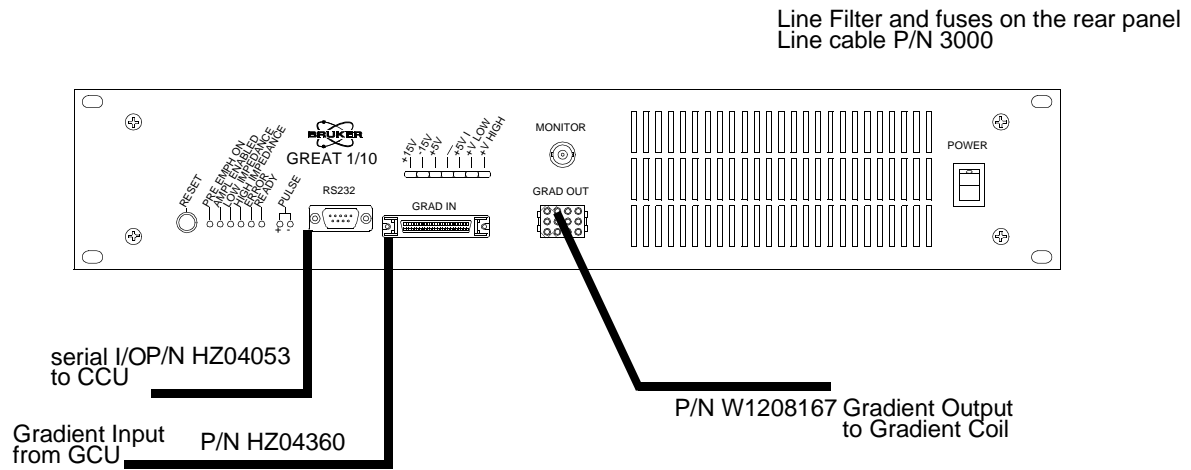 Line Filter and fuses on the rear panel
Line cable P/N 3000
BRUKER
GREAT 1/10
RESET
PRE EMPH ON
AMPL ENABLED
LOW IMPEDANCE
HIGH IMPEDANCE
ERROR
READY
PULSE
+ -
RS232
+15V
-15V
+5V
—
+5V I
+V LOW
+V HIGH
GRAD IN
MONITOR
GRAD OUT
POWER
serial I/OP/N HZ04053
to CCU
Gradient Input
from GCU
P/N HZ04360
P/N W1208167 Gradient Output
to Gradient Coil